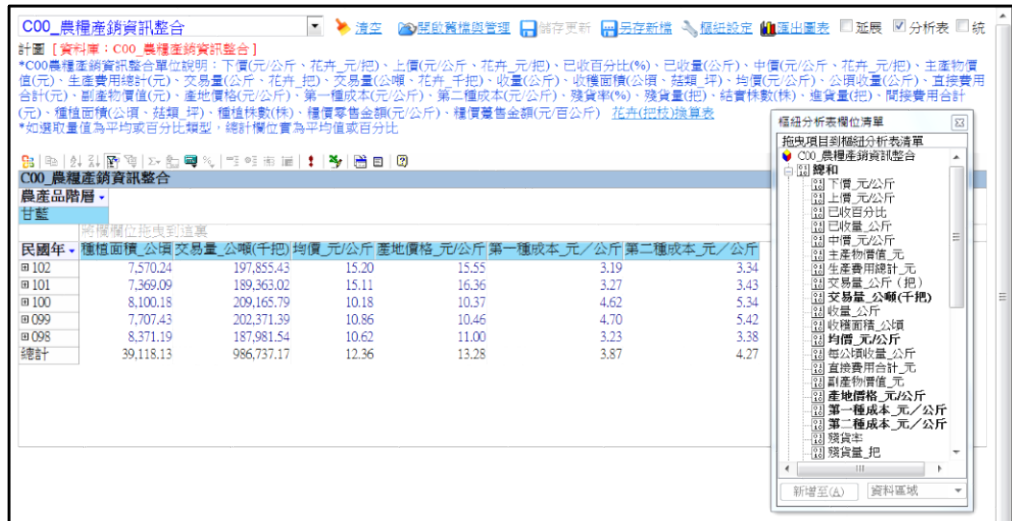 C00_農糧產銷資訊整合 清空 開啟舊檔與管理 儲存更新 另存新檔 樞紐設定 匯出圖表 延展 分析表 統
計畫 [資料庫：C00_農糧產銷資訊整合]
*C00農糧產銷資訊整合單位說明：下價(元/公斤、花卉_元/把)、上價(元/公斤、花卉_元/把)、已收百分比(%)、已收量(公斤)、中價(元/公斤、花卉_元/把)、主產物價
值(元)、生產費用總計(元)、交易量(公斤、花卉_把)、交易量(公噸、花卉_千把)、收量(公斤)、收穫面積(公頃、菇類_坪)、均價(元/公斤)、公頃收量(公斤)、直接費用
合計(元)、副產物價值(元)、產地價格(元/公斤)、第一種成本(元/公斤)、第二種成本(元/公斤)、殘貨率(%)、殘貨量(把)、結實株數(株)、進貨量(把)、間接費用合計
(元)、種植面積(公頃、菇類_坪)、種植株數(株)、糧價零售金額(元/公斤)、糧價躉售金額(元/百公斤) 花卉(把枝)換算表
*如選取量值為平均或百分比類型，總計欄位實為平均值或百分比
C00_農糧產銷資訊整合
農產品階層
甘藍
將欄欄位拖曳到這裏
民國年 種植面積_公頃 交易量_公噸(千把) 均價_元/公斤 產地價格_元/公斤 第一種成本_元／公斤 第二種成本_元／公斤
102 7,570.24 197,855.43 15.20 15.55 3.19 3.34
101 7,369.09 189,363.02 15.11 16.36 3.27 3.43
100 8,100.18 209,165.79 10.18 10.37 4.62 5.34
099 7,707.43 202,371.39 10.86 10.46 4.70 5.42
098 8,371.19 187,981.54 10.62 11.00 3.23 3.38
總計 39,118.13 986,737.17 12.36 13.28 3.87 4.27
樞紐分析表欄位清單
拖曳項目到樞紐分析表清單
C00_農糧產銷資訊整合
總和
下價_元/公斤
上價_元/公斤
已收百分比
已收量_公斤
中價_元/公斤
主產物價值_元
生產費用總計_元
交易量_公斤（把）
交易量_公噸(千把)
收量_公斤
收穫面積_公頃
均價_元/公斤
每公頃收量_公斤
直接費用合計_元
副產物價值_元
產地價格_元/公斤
第一種成本_元／公斤
第二種成本_元／公斤
殘貨率
殘貨量_把
新增至(A) 資料區域